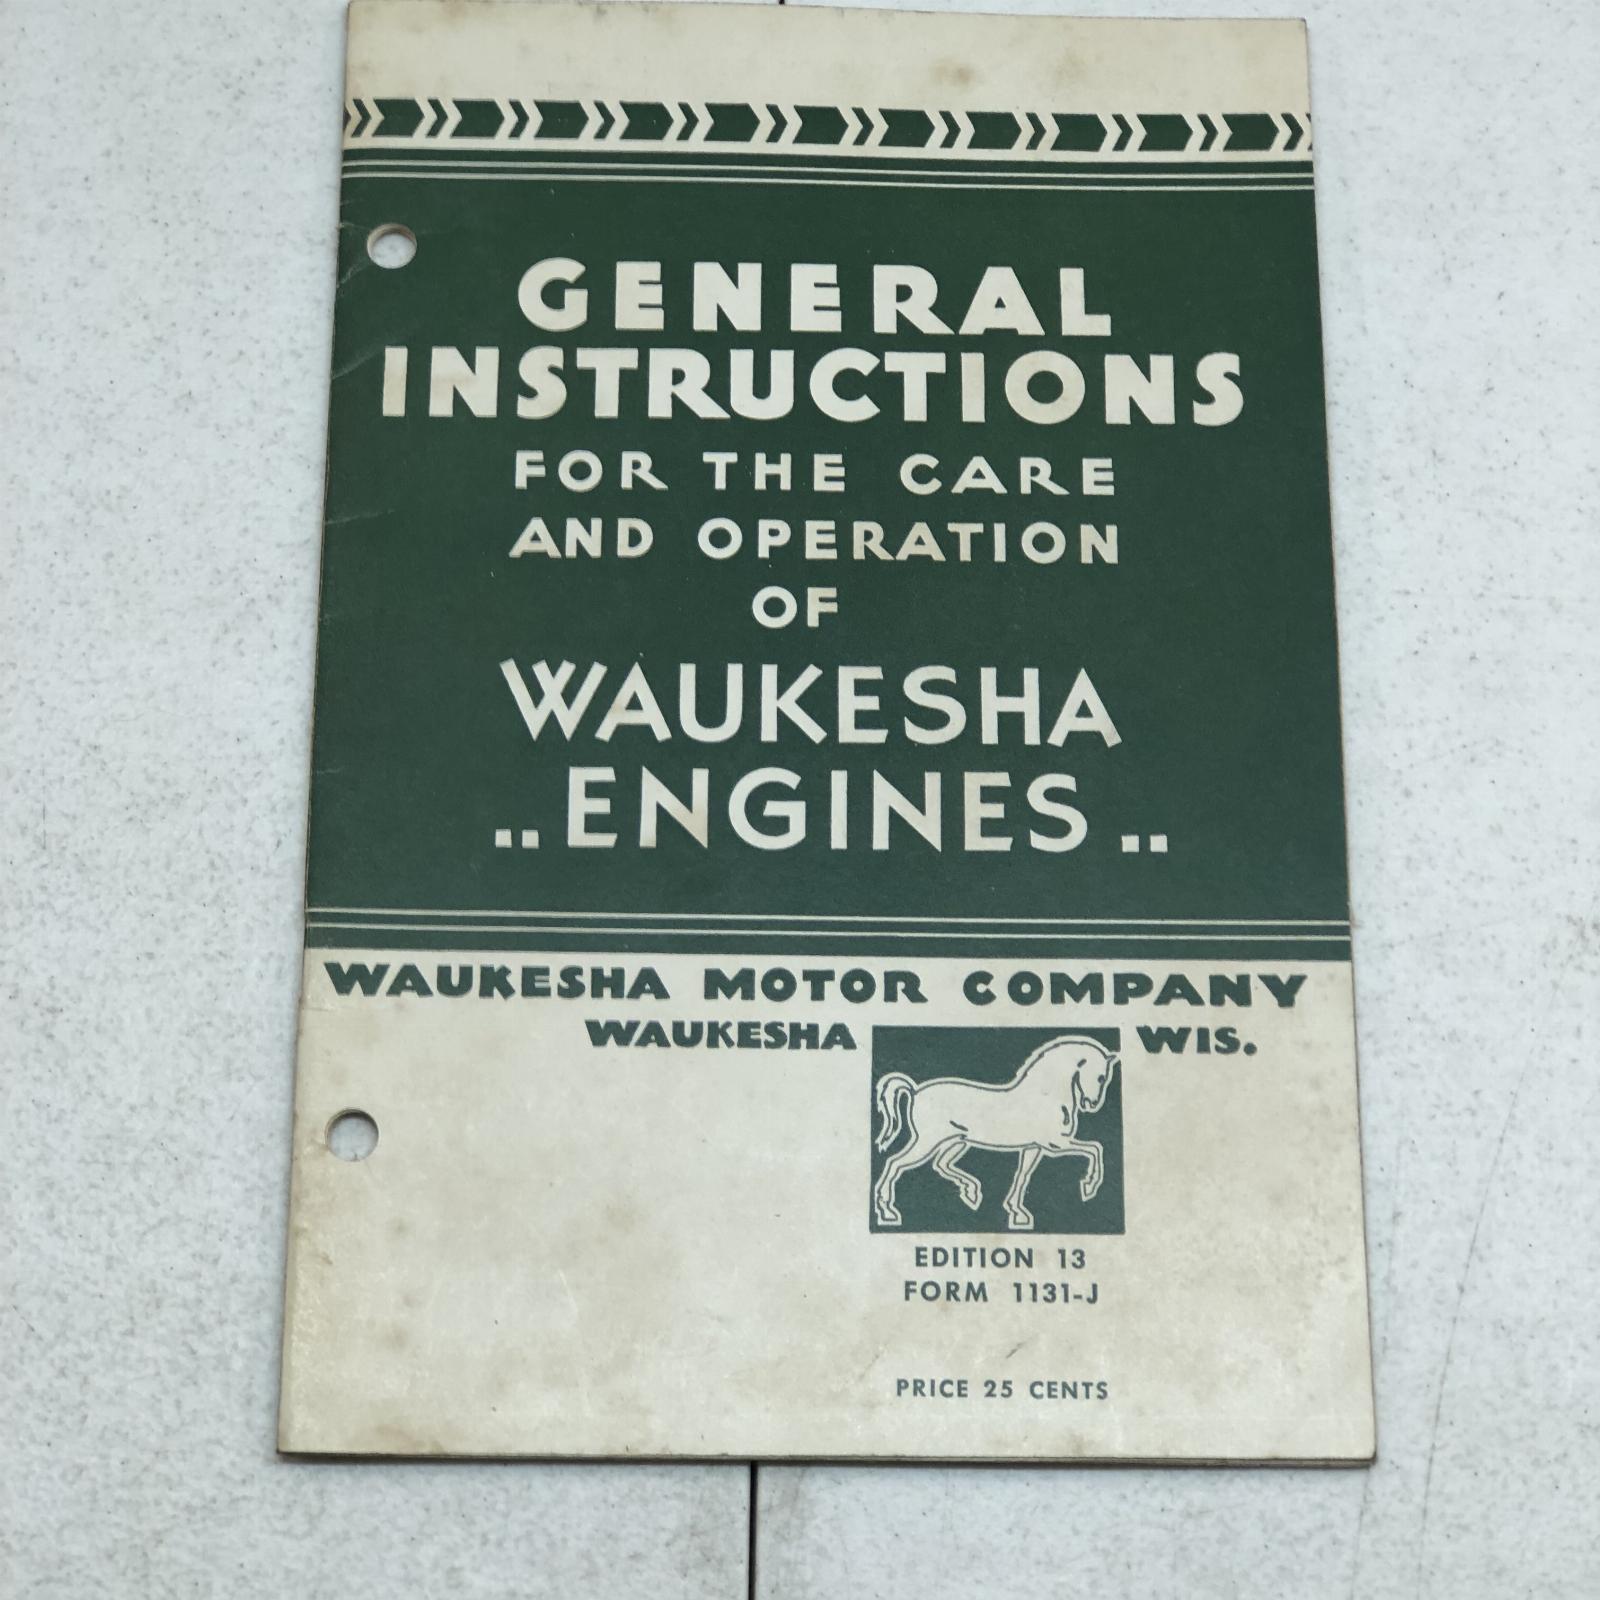 GENERAL
INSTRUCTIONS
FOR THE CARE
AND OPERATION
OF
WAUKESHA
..ENGINES..
WAUKESHA MOTOR COMPANY
WAUKESHA WIS.
EDITION 13
FORM 1131-J
PRICE 25 CENTS